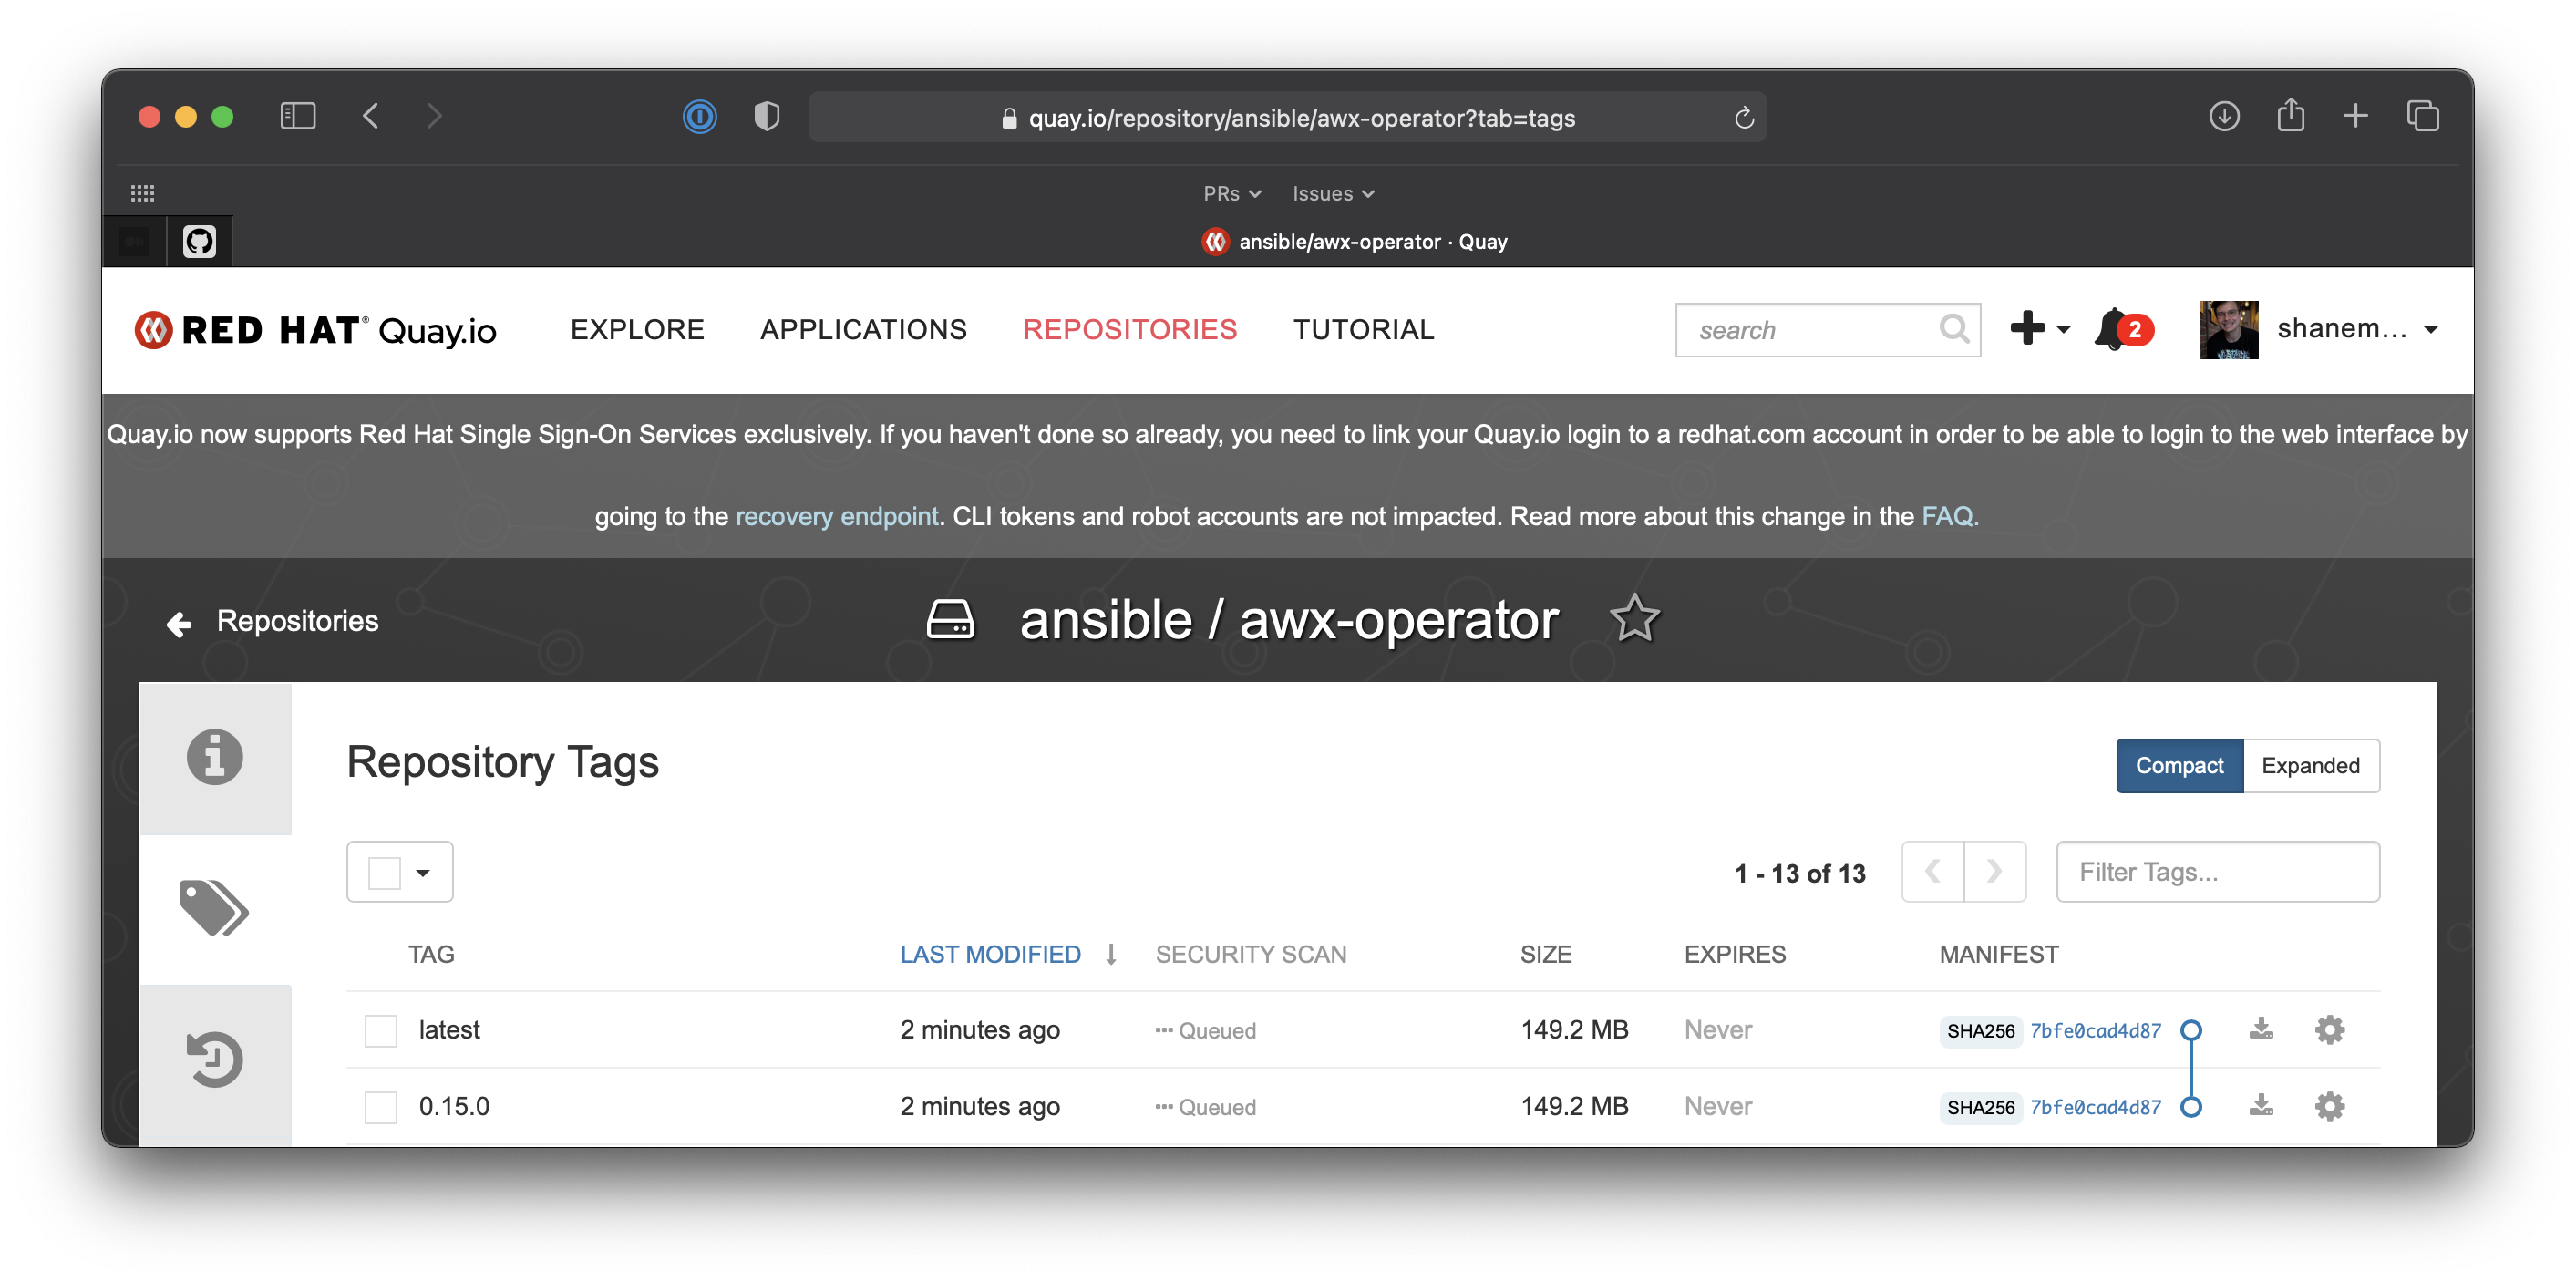 quay.io/repository/ansible/awx-operator?tab=tags
PRs Issues
ansible/awx-operator · Quay
RED HAT® Quay.io EXPLORE APPLICATIONS REPOSITORIES TUTORIAL search 2 shanem...
Quay.io now supports Red Hat Single Sign-On Services exclusively. If you haven't done so already, you need to link your Quay.io login to a redhat.com account in order to be able to login to the web interface by
going to the recovery endpoint. CLI tokens and robot accounts are not impacted. Read more about this change in the FAQ.
Repositories ansible / awx-operator
Repository Tags Compact Expanded
1 - 13 of 13 Filter Tags...
TAG LAST MODIFIED SECURITY SCAN SIZE EXPIRES MANIFEST
latest 2 minutes ago Queued 149.2 MB Never SHA256 7bfe0cad4d87
0.15.0 2 minutes ago Queued 149.2 MB Never SHA256 7bfe0cad4d87